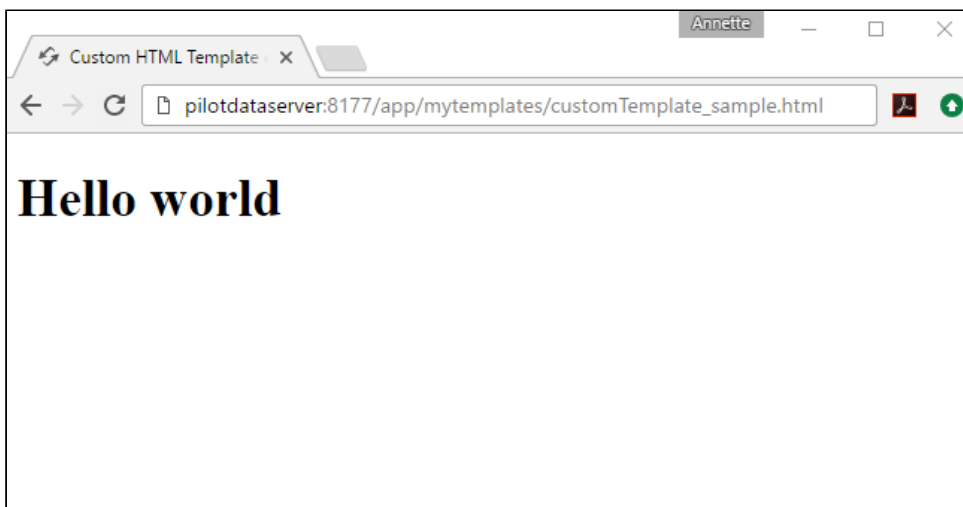 Annette
Custom HTML Template
pilotdataserver:8177/app/mytemplates/customTemplate_sample.html
Hello world